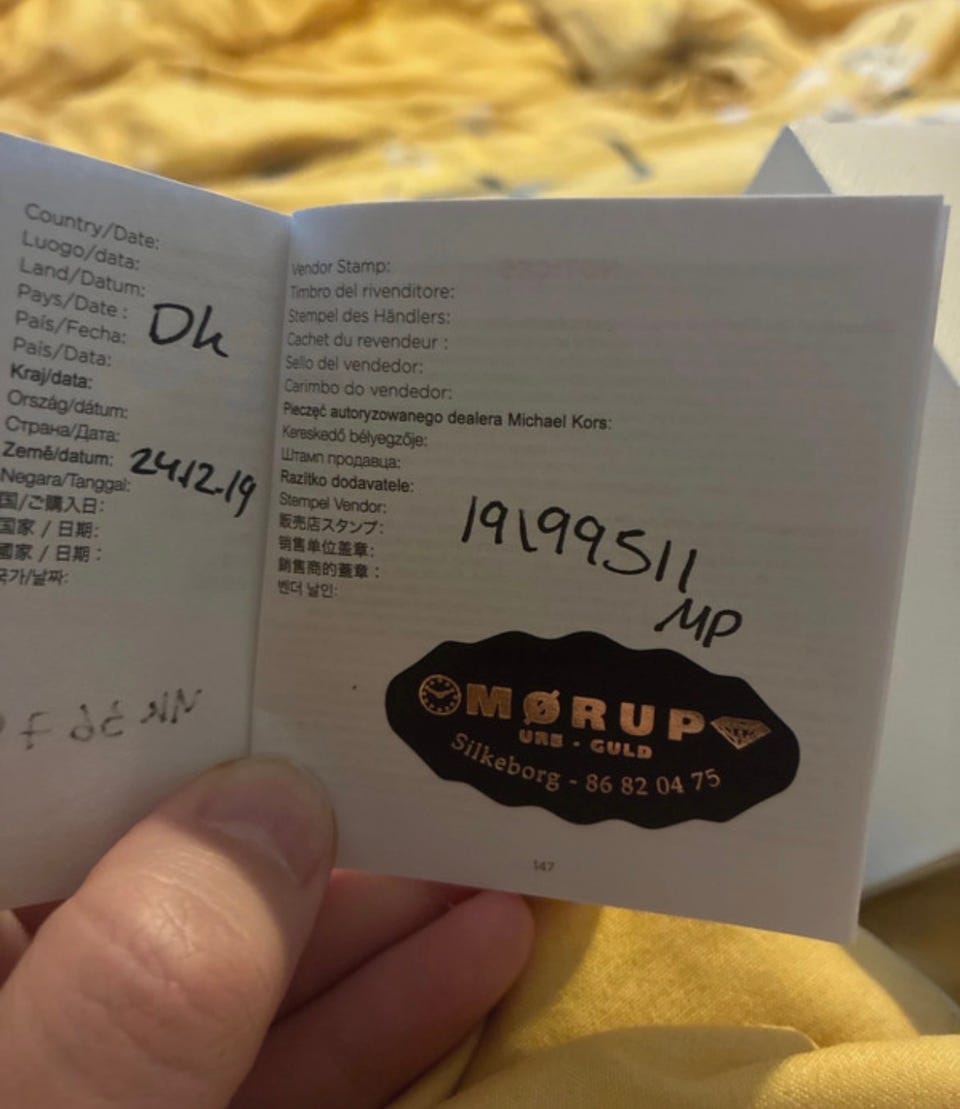 Country/Date:
Luogo/data:
Land/Datum:
Pays/Date :
País/Fecha:
País/Data:
Kraj/data:
Ország/dátum:
Страна/Дата:
Země/datum:
Negara/Tanggal:
国/ご購入日:
国家 / 日期:
國家 / 日期 :
국가/날짜:
Dk
24.12.19
Vendor Stamp:
Timbro del rivenditore:
Stempel des Händlers:
Cachet du revendeur :
Sello del vendedor:
Carimbo do vendedor:
Pieczęć autoryzowanego dealera Michael Kors:
Kereskedő bélyegzője:
Штамп продавца:
Razítko dodavatele:
Stempel Vendor:
販売店スタンプ:
销售单位盖章:
銷售商的蓋章 :
벤더 날인:
19199511
MP
MØRUP
URE - GULD
Silkeborg - 86 82 04 75
147